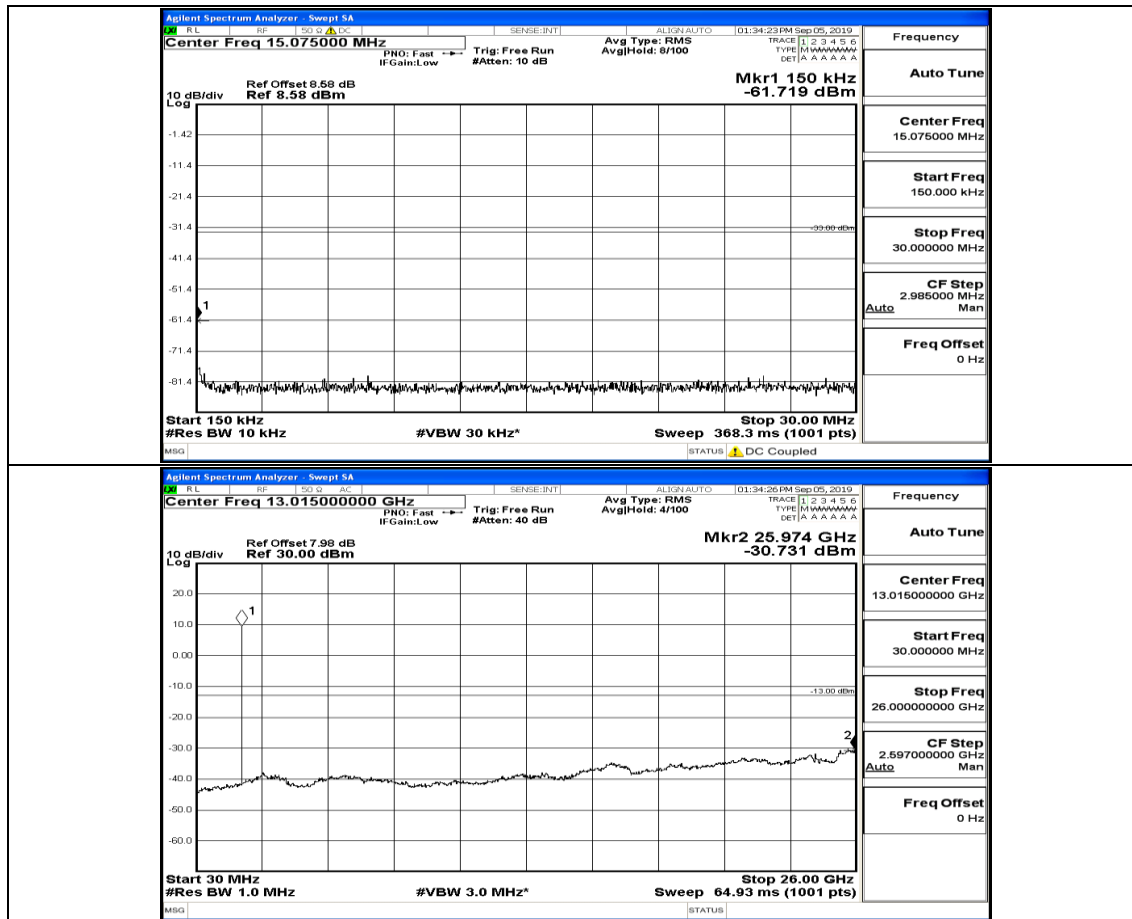 Agilent Spectrum Analyzer - Swept SA
LXI RL RF 50 Ω DC SENSE:INT ALIGNAUTO 01:34:23 PM Sep 05, 2019
Center Freq 15.075000 MHz
PNO: Fast Trig: Free Run Avg Type: RMS TRACE 1 2 3 4 5 6
IFGain:Low #Atten: 10 dB Avg|Hold: 8/100 TYPE M WWWWW
DET A A A A A A
Mkr1 150 kHz
-61.719 dBm
Ref Offset 8.58 dB
10 dB/div Ref 8.58 dBm
Log
-1.42
-11.4
-21.4
-31.4
-33.00 dBm
-41.4
-51.4
1
-61.4
-71.4
-81.4
Start 150 kHz Stop 30.00 MHz
#Res BW 10 kHz #VBW 30 kHz* Sweep 368.3 ms (1001 pts)
MSG STATUS DC Coupled
Frequency
Auto Tune
Center Freq
15.075000 MHz
Start Freq
150.000 kHz
Stop Freq
30.000000 MHz
CF Step
2.985000 MHz
Auto Man
Freq Offset
0 Hz
Agilent Spectrum Analyzer - Swept SA
LXI RL RF 50 Ω AC SENSE:INT ALIGNAUTO 01:34:26 PM Sep 05, 2019
Center Freq 13.015000000 GHz
PNO: Fast Trig: Free Run Avg Type: RMS TRACE 1 2 3 4 5 6
IFGain:Low #Atten: 40 dB Avg|Hold: 4/100 TYPE M WWWWW
DET A A A A A A
Mkr2 25.974 GHz
-30.731 dBm
Ref Offset 7.98 dB
10 dB/div Ref 30.00 dBm
Log
20.0
10.0
1
0.00
-10.0
-13.00 dBm
-20.0
2
-30.0
-40.0
-50.0
-60.0
Start 30 MHz Stop 26.00 GHz
#Res BW 1.0 MHz #VBW 3.0 MHz* Sweep 64.93 ms (1001 pts)
MSG STATUS
Frequency
Auto Tune
Center Freq
13.015000000 GHz
Start Freq
30.000000 MHz
Stop Freq
26.000000000 GHz
CF Step
2.597000000 GHz
Auto Man
Freq Offset
0 Hz